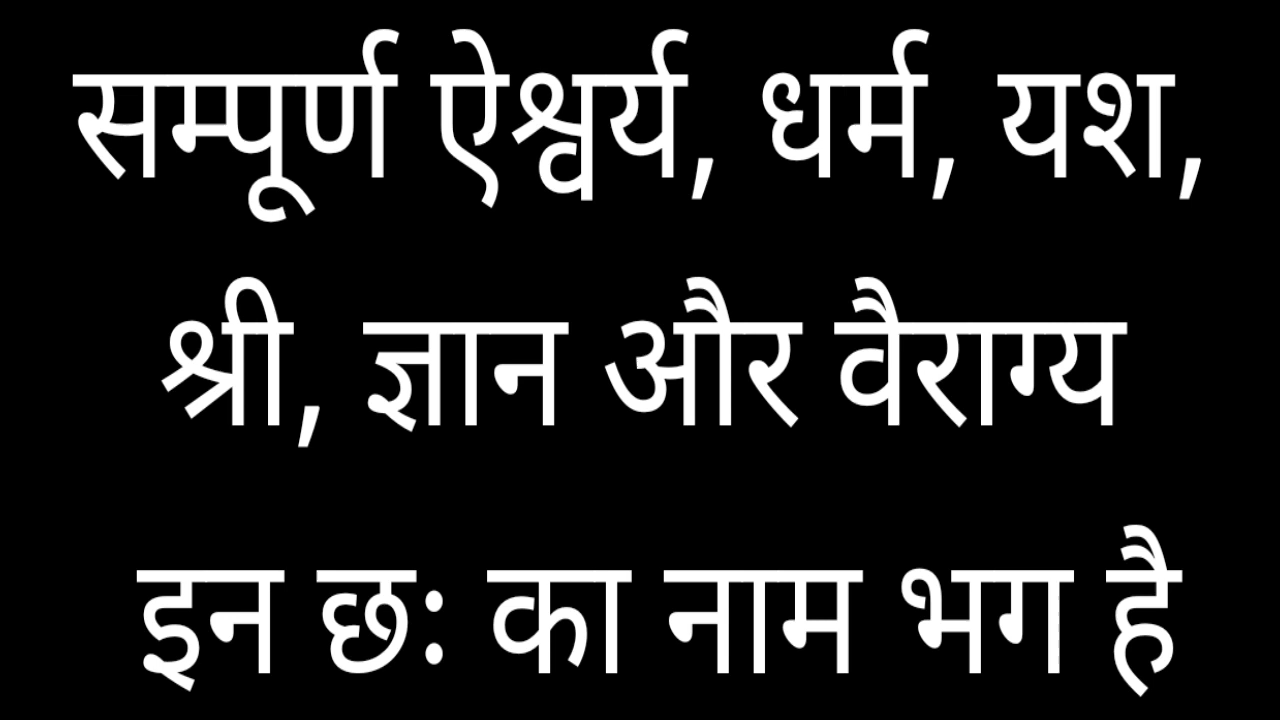 सम्पूर्ण ऐश्वर्य, धर्म, यश,
श्री, ज्ञान और वैराग्य
इन छः का नाम भग है